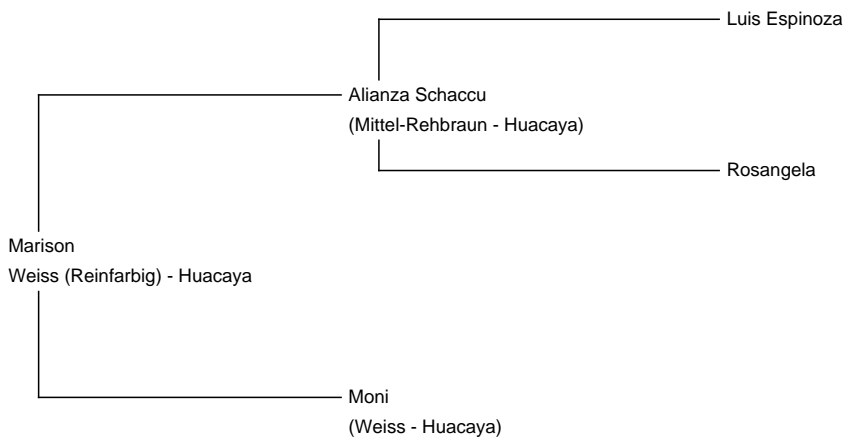 Luis Espinoza
Alianza Schaccu
(Mittel-Rehbraun - Huacaya)
Rosangela
Marison
Weiss (Reinfarbig) - Huacaya
Moni
(Weiss - Huacaya)